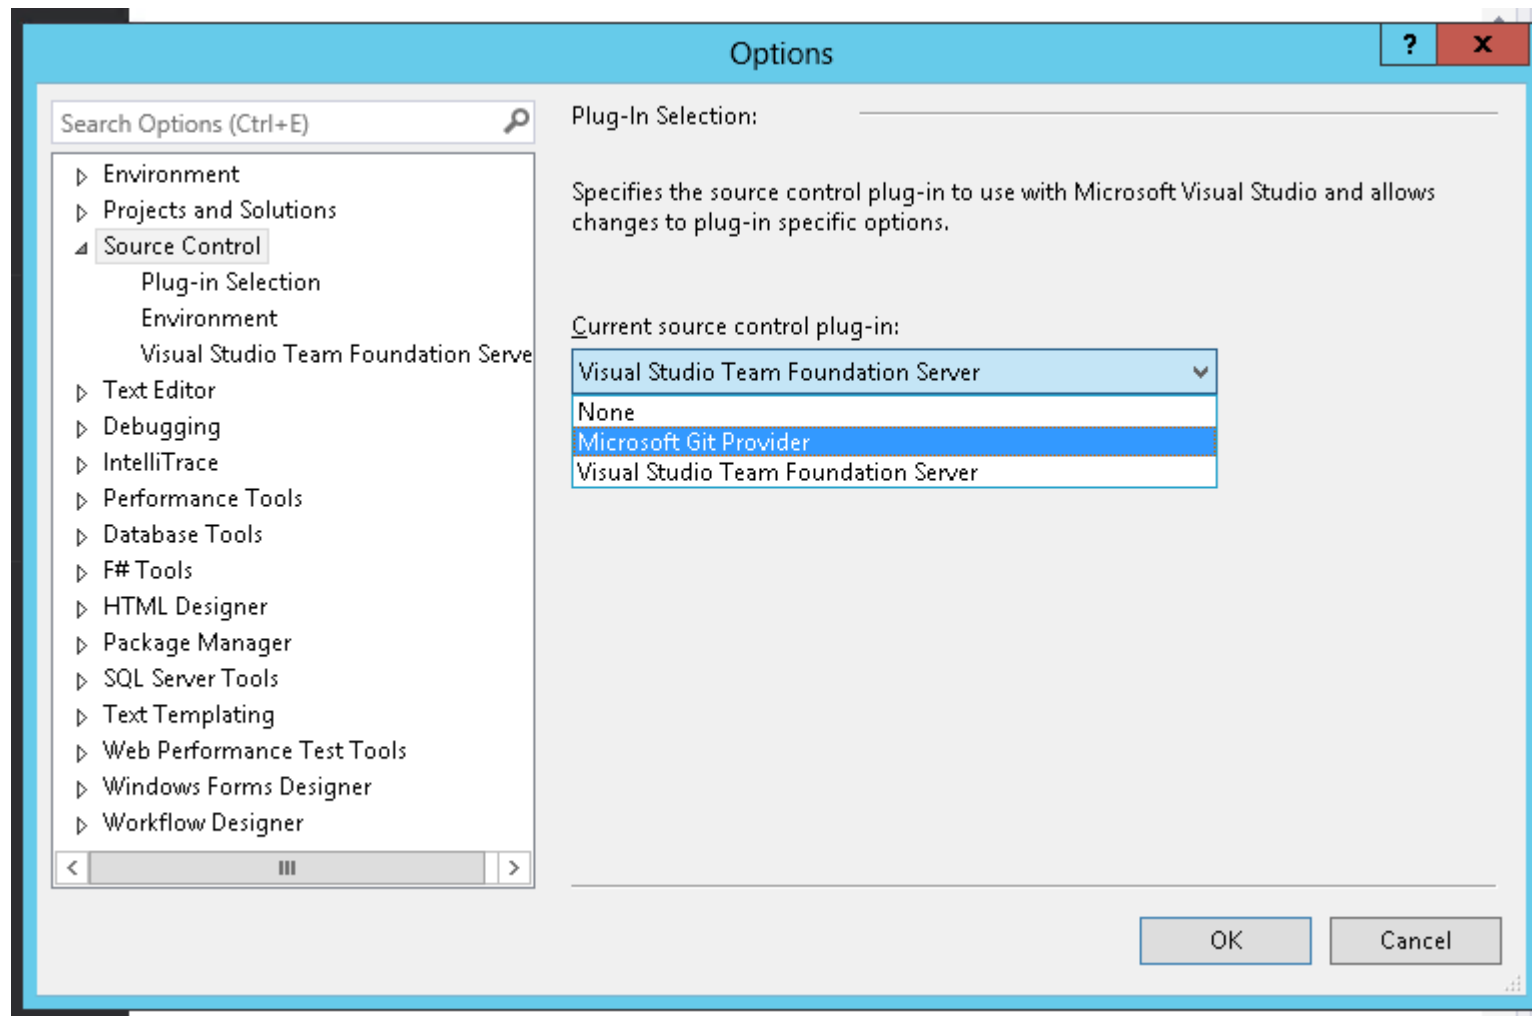 Options
?
x
Search Options (Ctrl+E)
Environment
Projects and Solutions
Source Control
Plug-in Selection
Environment
Visual Studio Team Foundation Serve
Text Editor
Debugging
IntelliTrace
Performance Tools
Database Tools
F# Tools
HTML Designer
Package Manager
SQL Server Tools
Text Templating
Web Performance Test Tools
Windows Forms Designer
Workflow Designer
Plug-In Selection:
Specifies the source control plug-in to use with Microsoft Visual Studio and allows
changes to plug-in specific options.
Current source control plug-in:
Visual Studio Team Foundation Server
None
Microsoft Git Provider
Visual Studio Team Foundation Server
OK
Cancel